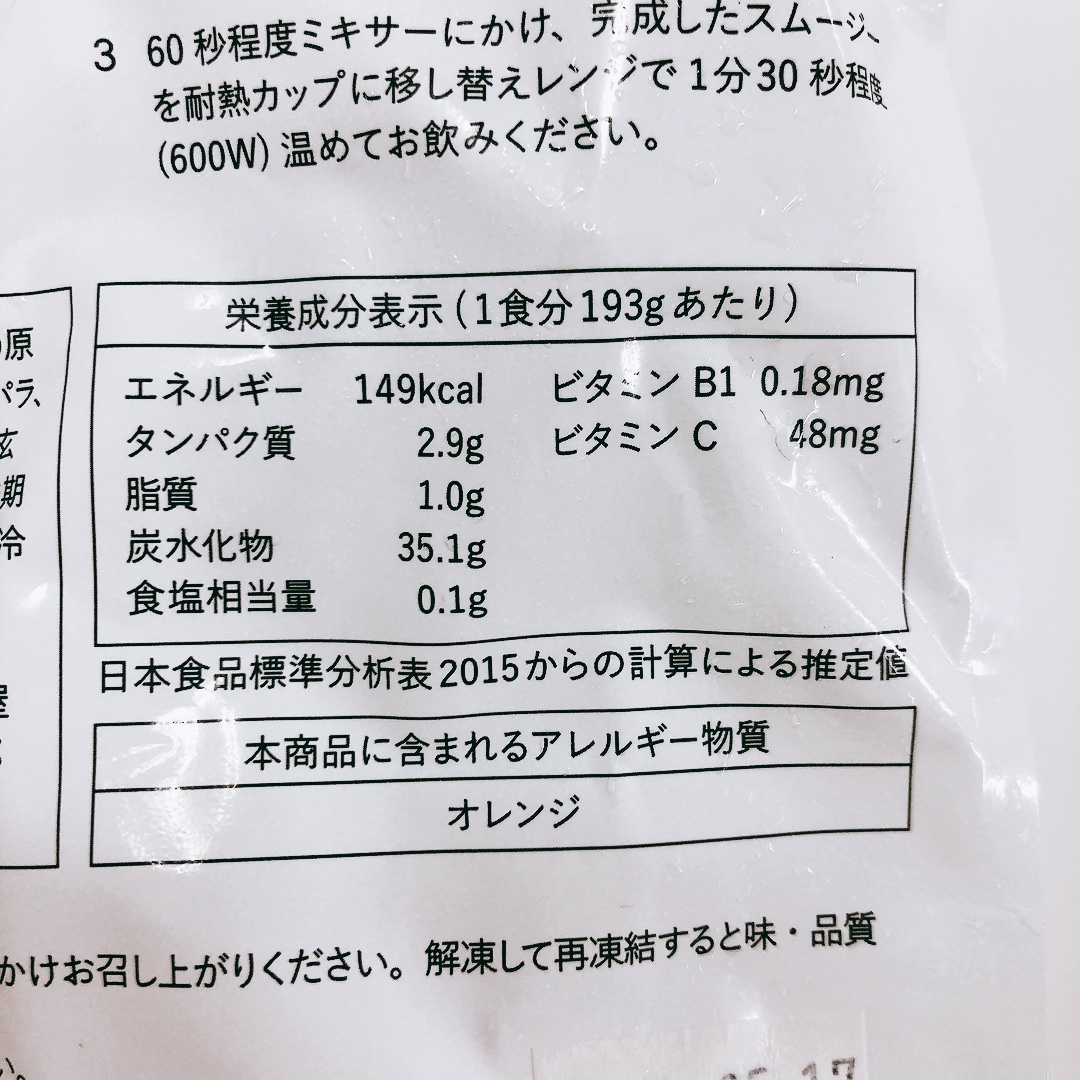 3 60 秒程度ミキサーにかけ、完成したスムージー
を耐熱カップに移し替えレンジで1分30 秒程度
(600W) 温めてお飲みください。
原
パラ、
期
冷
栄養成分表示 (1食分193gあたり)
エネルギー 149kcal ビタミン B1 0.18mg
タンパク質 2.9g ビタミン C 48mg
脂質 1.0g
炭水化物 35.1g
食塩相当量 0.1g
日本食品標準分析表2015からの計算による推定値
本商品に含まれるアレルギー物質
オレンジ
かけお召し上がりください。解凍して再凍結すると味・品質
い。